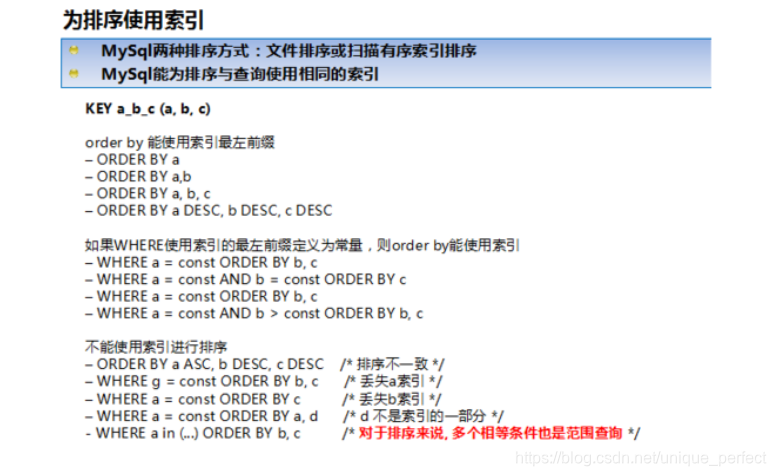 为排序使用索引
MySql两种排序方式：文件排序或扫描有序索引排序
MySql能为排序与查询使用相同的索引
KEY a_b_c (a, b, c)
order by 能使用索引最左前缀
– ORDER BY a
– ORDER BY a,b
– ORDER BY a, b, c
– ORDER BY a DESC, b DESC, c DESC
如果WHERE使用索引的最左前缀定义为常量，则order by能使用索引
– WHERE a = const ORDER BY b, c
– WHERE a = const AND b = const ORDER BY c
– WHERE a = const ORDER BY b, c
– WHERE a = const AND b > const ORDER BY b, c
不能使用索引进行排序
– ORDER BY a ASC, b DESC, c DESC /* 排序不一致 */
– WHERE g = const ORDER BY b, c /* 丢失a索引 */
– WHERE a = const ORDER BY c /* 丢失b索引 */
– WHERE a = const ORDER BY a, d /* d 不是索引的一部分 */
- WHERE a in (...) ORDER BY b, c /* 对于排序来说, 多个相等条件也是范围查询 */
https://blog.csdn.net/unique_perfect